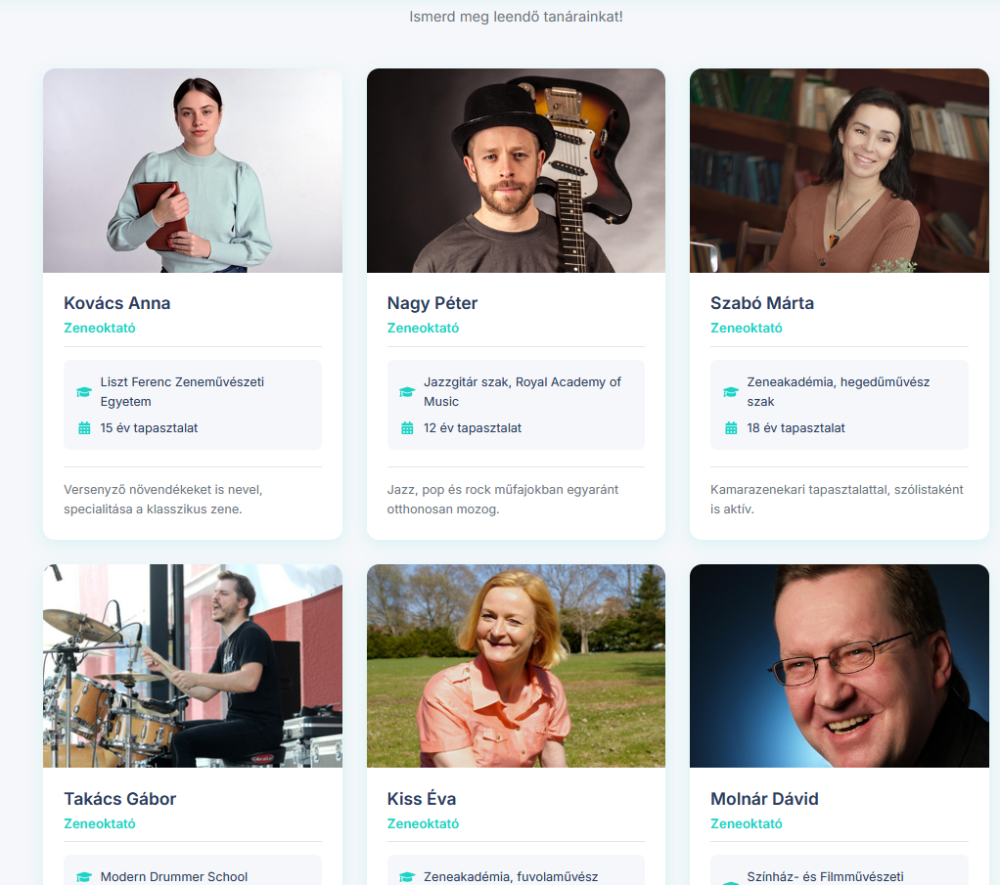 Ismerd meg leendő tanárainkat!
Kovács Anna
Zeneoktató
Liszt Ferenc Zeneművészeti
Egyetem
15 év tapasztalat
Versenyző növendékeket is nevel,
specialitása a klasszikus zene.
Nagy Péter
Zeneoktató
Jazzgitár szak, Royal Academy of
Music
12 év tapasztalat
Jazz, pop és rock műfajokban egyaránt
otthonosan mozog.
Szabó Márta
Zeneoktató
Zeneakadémia, hegedűművész
szak
18 év tapasztalat
Kamarazenekari tapasztalattal, szólistaként
is aktív.
Takács Gábor
Zeneoktató
Modern Drummer School
Kiss Éva
Zeneoktató
Zeneakadémia, fuvolaművész
Molnár Dávid
Zeneoktató
Színház- és Filmművészeti